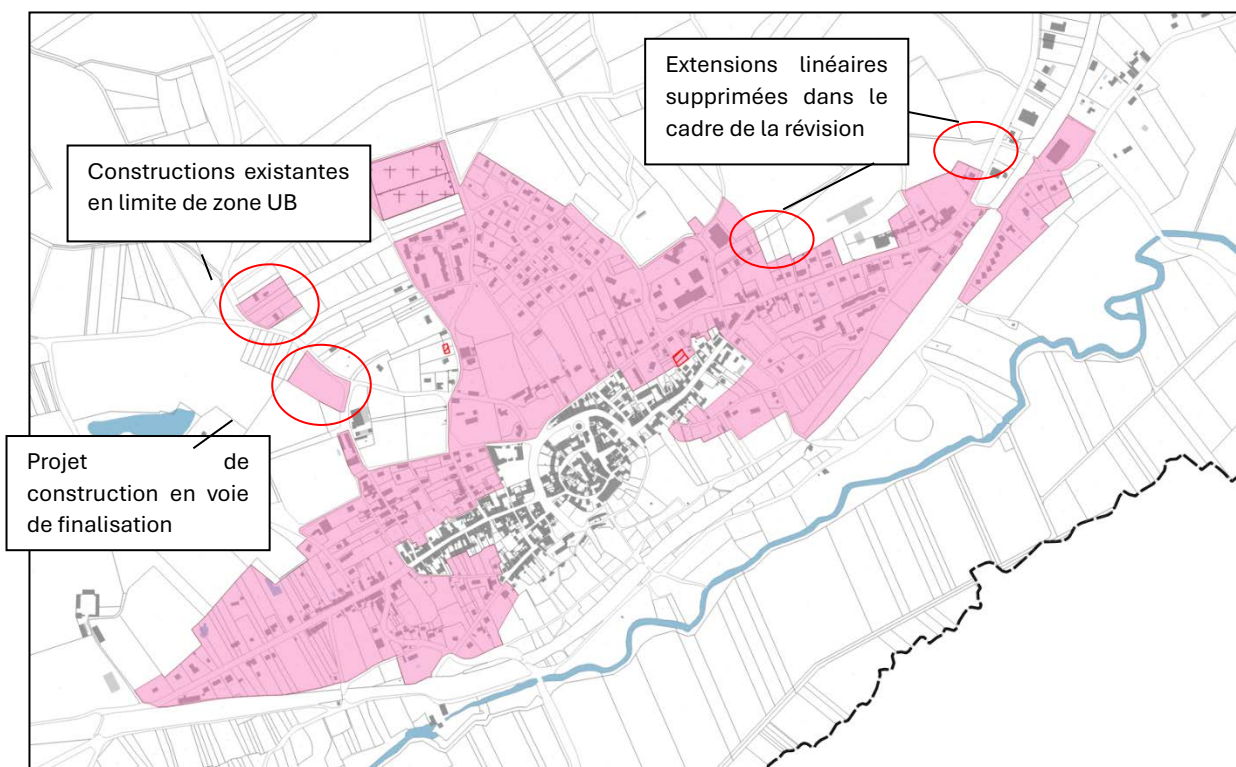 Extensions linéaires
supprimées dans le
cadre de la révision
Constructions existantes
en limite de zone UB
Projet de
construction en voie
de finalisation